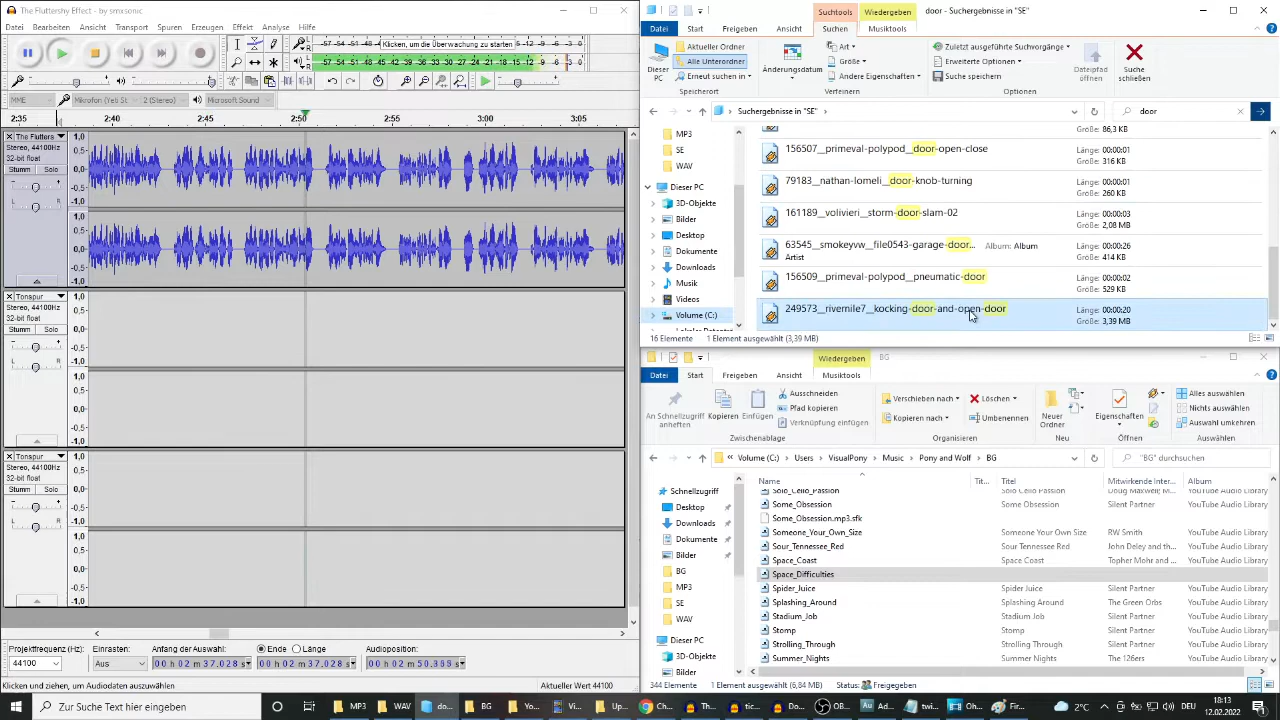 The Fluttershy Effect - By smxsonic
Datei Bearbeiten Auswählen Ansicht Transport Spuren Erzeugen Effekt Analyse Hilfe
-57 -54 -51 -48 Klicken, um die Überwachung zu starten -12 -9 -6 -3 0
-57 -54 -51 -48 -45 -42 -39 -36 -33 -30 -27 -24 -21 -18 -15 -12 -9 -6 -3 0
MME Mikrofon (Yeti St 2 (Stereo) Microsoft Sound
2:35 2:40 2:45 2:50 2:55 3:00 3:05
The Flutters
Stereo, 44100Hz
32-bit float
Stumm Solo
1,0
0,5
0,0
-0,5
-1,0
1,0
0,5
0,0
-0,5
-1,0
Tonspur
Stereo, 44100Hz
32-bit float
Stumm Solo
1,0
0,5
0,0
-0,5
-1,0
1,0
0,5
0,0
-0,5
-1,0
Tonspur
Stereo, 44100Hz
32-bit float
Stumm Solo
1,0
0,5
0,0
-0,5
-1,0
1,0
0,5
0,0
-0,5
-1,0
Projektfrequenz (Hz): Einrasten: Anfang der Auswahl: Ende Länge Audioposition:
44100 Aus 00 h 02 m 37.028 s 00 h 02 m 37.028 s
Klicken und ziehen, um Audiodaten auszuwählen Aktueller Wert 44100
Suchtools Wiedergeben door - Suchergebnisse in "SE"
Datei Start Freigeben Ansicht Suchen Musiktools
Dieser PC
Aktueller Ordner
Alle Unterordner
Erneut suchen in
Änderungsdatum
Art
Größe
Andere Eigenschaften
Zuletzt ausgeführte Suchvorgänge
Erweiterte Optionen
Suche speichern
Dateipfad öffnen
Suche schließen
Speicherort Verfeinern Optionen
Suchergebnisse in "SE" door
MP3
SE
WAV
Dieser PC
3D-Objekte
Bilder
Desktop
Dokumente
Downloads
Musik
Videos
Volume (C:)
Größe: 86,3 KB
156507__primeval-polypod__door-open-close Länge: 00:00:01
Größe: 316 KB
79183__nathan-lomeli__door-knob-turning Länge: 00:00:01
Größe: 260 KB
161189__volivieri__storm-door-slam-02 Länge: 00:00:03
Größe: 2,08 MB
63545__smokeyvw__file0543-garage-door... Album: Album Länge: 00:00:26
Artist Größe: 414 KB
156509__primeval-polypod__pneumatic-door Länge: 00:00:02
Größe: 529 KB
249573__rivernile7__kocking-door-and-open-door Länge: 00:00:20
Größe: 3,39 MB
16 Elemente 1 Element ausgewählt (3,39 MB)
Wiedergeben BG
Datei Start Freigeben Ansicht Musiktools
An Schnellzugriff anheften
Kopieren
Einfügen
Ausschneiden
Pfad kopieren
Verknüpfung einfügen
Verschieben nach
Kopieren nach
Löschen
Umbenennen
Neuer Ordner
Eigenschaften
Alles auswählen
Nichts auswählen
Auswahl umkehren
Zwischenablage Organisieren Neu Öffnen Auswählen
Volume (C:) Users VisualPony Music Pony and Wolf BG "BG" durchsuchen
Schnellzugriff
Desktop
Downloads
Dokumente
Bilder
BG
MP3
SE
WAV
Dieser PC
3D-Objekte
Bilder
Name Tit... Titel Mitwirkende Inter... Album
Solo_Cello_Passion Solo Cello Passion Doug Maxwell; M... YouTube Audio Library
Some_Obsession Some Obsession Silent Partner YouTube Audio Library
Some_Obsession.mp3.sfk
Someone_Your_Own_Size Someone Your Own Size RW Smith YouTube Audio Library
Sour_Tennessee_Red Sour Tennessee Red John Deley and th... YouTube Audio Library
Space_Coast Space Coast Topher Mohr and ... YouTube Audio Library
Space_Difficulties
Spider_Juice Spider Juice Silent Partner YouTube Audio Library
Splashing_Around Splashing Around The Green Orbs YouTube Audio Library
Stadium_Job Stadium Job Silent Partner YouTube Audio Library
Stomp Stomp Silent Partner YouTube Audio Library
Strolling_Through Strolling Through Silent Partner YouTube Audio Library
Summer_Nights Summer Nights The 126ers YouTube Audio Library
344 Elemente 1 Element ausgewählt (6,84 MB) Status: Freigegeben
Zur Suche Text hier eingeben
MP3 WAV do... BG Yo... Vi... Up... Ch... Th... tic... Do... OB... Au Ad... twi... Oh... Fir... 2°C
18:13
12.02.2022